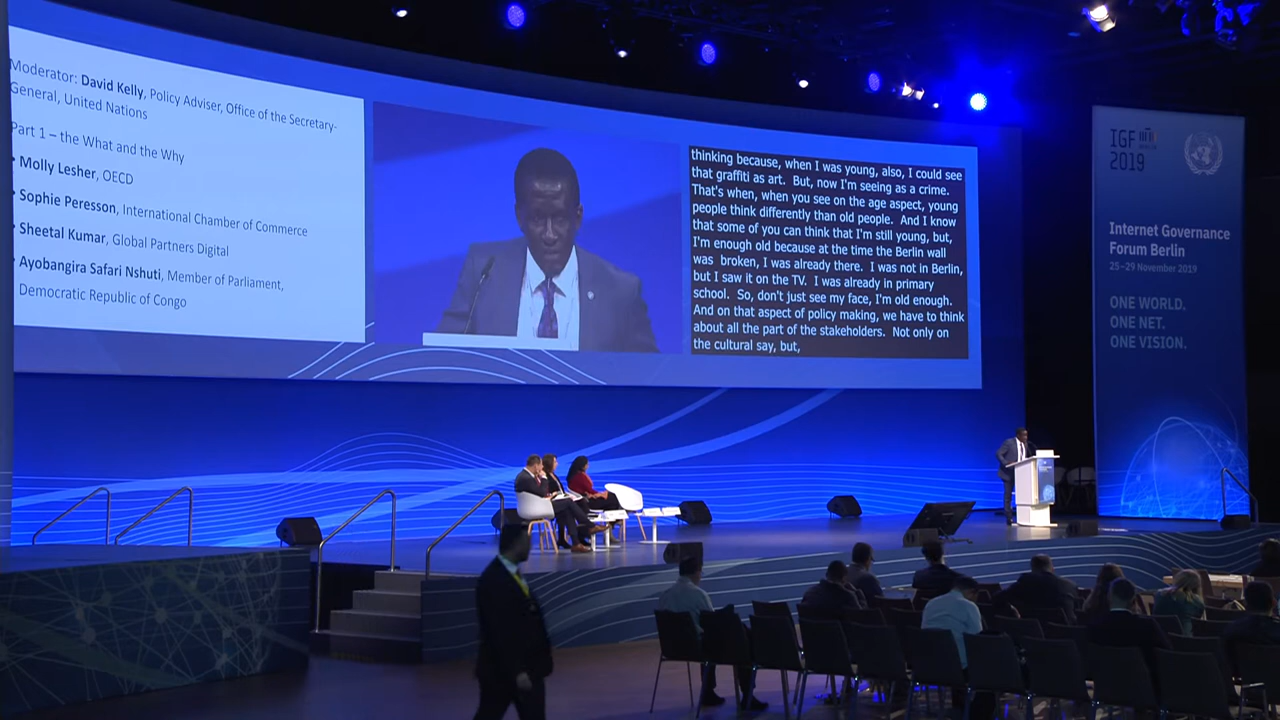 Moderator: David Kelly, Policy Adviser, Office of the Secretary-
General, United Nations
Part 1 – the What and the Why
• Molly Lesher, OECD
• Sophie Peresson, International Chamber of Commerce
• Sheetal Kumar, Global Partners Digital
• Ayobangira Safari Nshuti, Member of Parliament,
Democratic Republic of Congo
thinking because, when I was young, also, I could see
that graffiti as art. But, now I'm seeing as a crime.
That's when, when you see on the age aspect, young
people think differently than old people. And I know
that some of you can think that I'm still young, but,
I'm enough old because at the time the Berlin wall
was broken, I was already there. I was not in Berlin,
but I saw it on the TV. I was already in primary
school. So, don't just see my face, I'm old enough.
And on that aspect of policy making, we have to think
about all the part of the stakeholders. Not only on
the cultural say, but,
IGF
2019
Internet Governance
Forum Berlin
25–29 November 2019
ONE WORLD.
ONE NET.
ONE VISION.